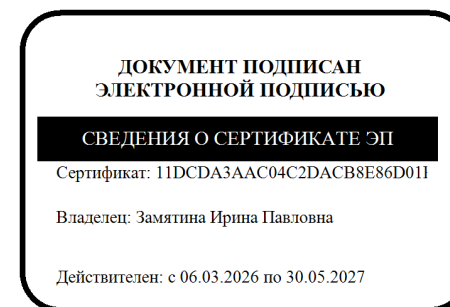 ДОКУМЕНТ ПОДПИСАН
ЭЛЕКТРОННОЙ ПОДПИСЬЮ
СВЕДЕНИЯ О СЕРТИФИКАТЕ ЭП
Сертификат: 11DCDA3AAC04C2DACB8E86D01
Владелец: Замятина Ирина Павловна
Действителен: с 06.03.2026 по 30.05.2027